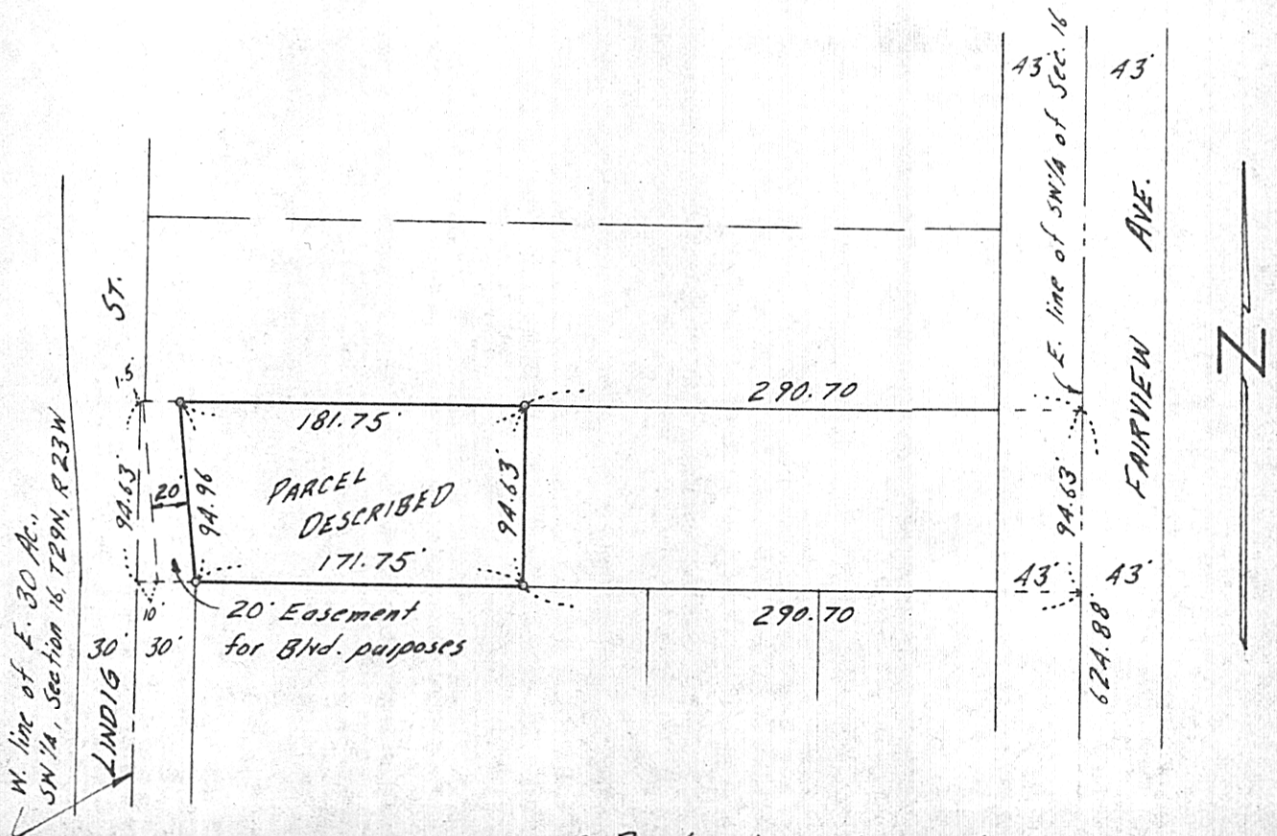 43'
43'
E. line of SW 1/4 of Sec. 16
AVE.
FAIRVIEW
N
ST.
LINDIG
W. line of E. 30 Ac.,
SW 1/4, Section 16, T29N, R23W
1.5
94.63'
20'
94.96
181.75'
PARCEL
DESCRIBED
171.75'
94.63'
290.70
94.63'
10'
30'
30'
20' Easement
for Blvd. purposes
290.70
43'
43'
624.88'